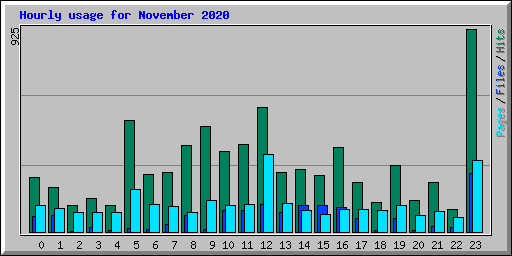 Hourly usage for November 2020
925
Pages / Files / Hits
0 1 2 3 4 5 6 7 8 9 10 11 12 13 14 15 16 17 18 19 20 21 22 23